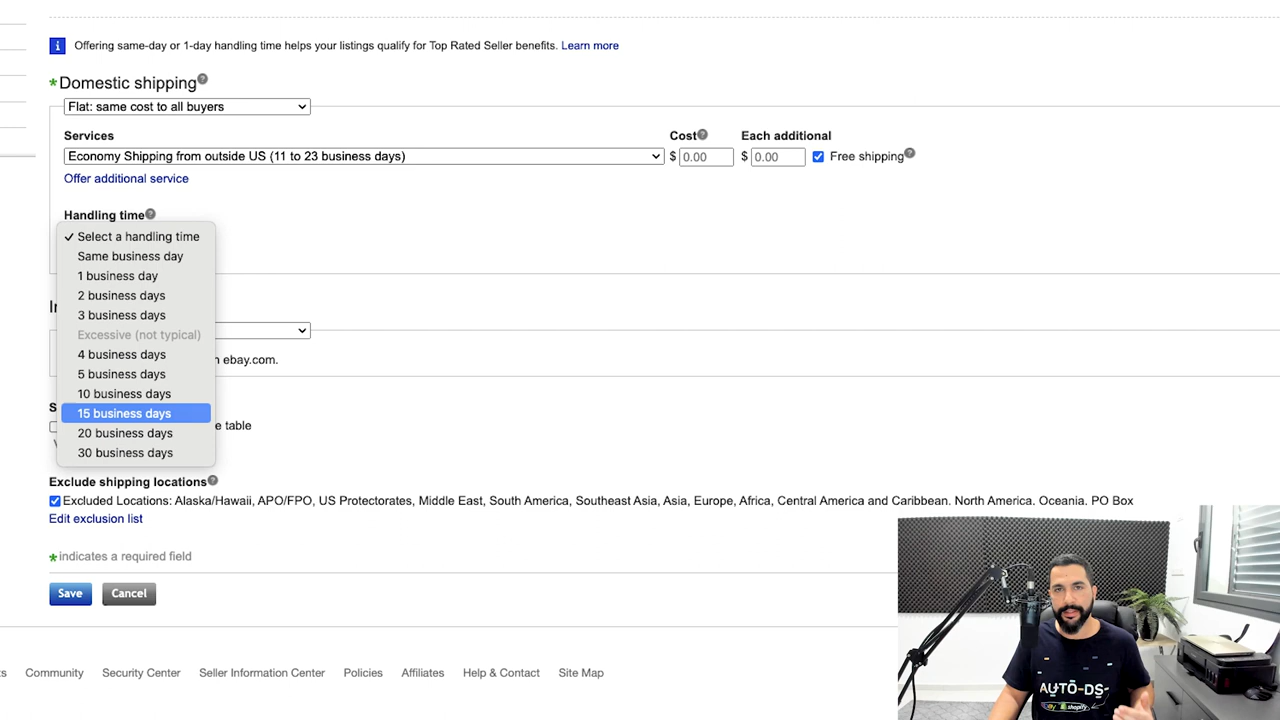 i Offering same-day or 1-day handling time helps your listings qualify for Top Rated Seller benefits. Learn more
*Domestic shipping?
Flat: same cost to all buyers
Services Cost? Each additional
Economy Shipping from outside US (11 to 23 business days) $ 0.00 $ 0.00 Free shipping?
Offer additional service
Handling time?
✓ Select a handling time
Same business day
1 business day
2 business days
3 business days
Excessive (not typical)
4 business days
5 business days
10 business days
15 business days
20 business days
30 business days
ebay.com.
table
Exclude shipping locations?
Excluded Locations: Alaska/Hawaii, APO/FPO, US Protectorates, Middle East, South America, Southeast Asia, Asia, Europe, Africa, Central America and Caribbean, North America, Oceania, PO Box
Edit exclusion list
*indicates a required field
Save Cancel
Community Security Center Seller Information Center Policies Affiliates Help & Contact Site Map
AUTO-DS-
shopify